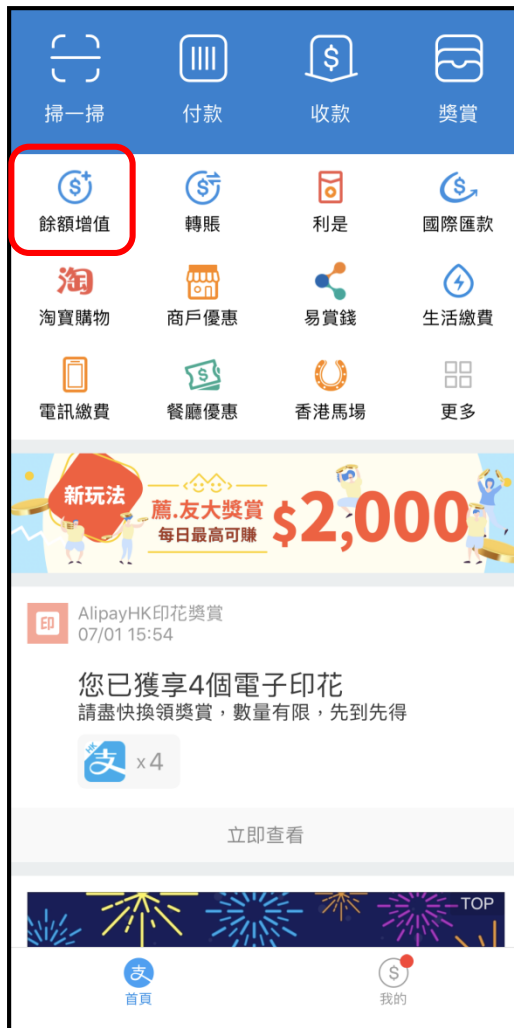 掃一掃 付款 收款 獎賞
餘額增值 轉賬 利是 國際匯款
淘
淘寶購物 商戶優惠 易賞錢 生活繳費
電訊繳費 餐廳優惠 香港馬場 更多
新玩法
薦.友大獎賞
每日最高可賺
$2,000
印
AlipayHK印花獎賞
07/01 15:54
您已獲享4個電子印花
請盡快換領獎賞，數量有限，先到先得
HK 支 x4
立即查看
TOP
支
首頁 我的